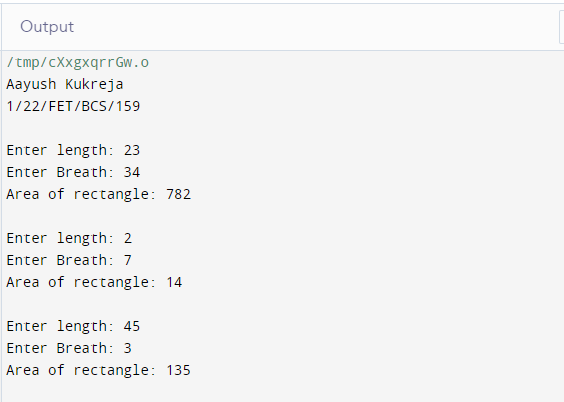 Output
/tmp/cXxgxqrrGw.o
Aayush Kukreja
1/22/FET/BCS/159
Enter length: 23
Enter Breath: 34
Area of rectangle: 782
Enter length: 2
Enter Breath: 7
Area of rectangle: 14
Enter length: 45
Enter Breath: 3
Area of rectangle: 135